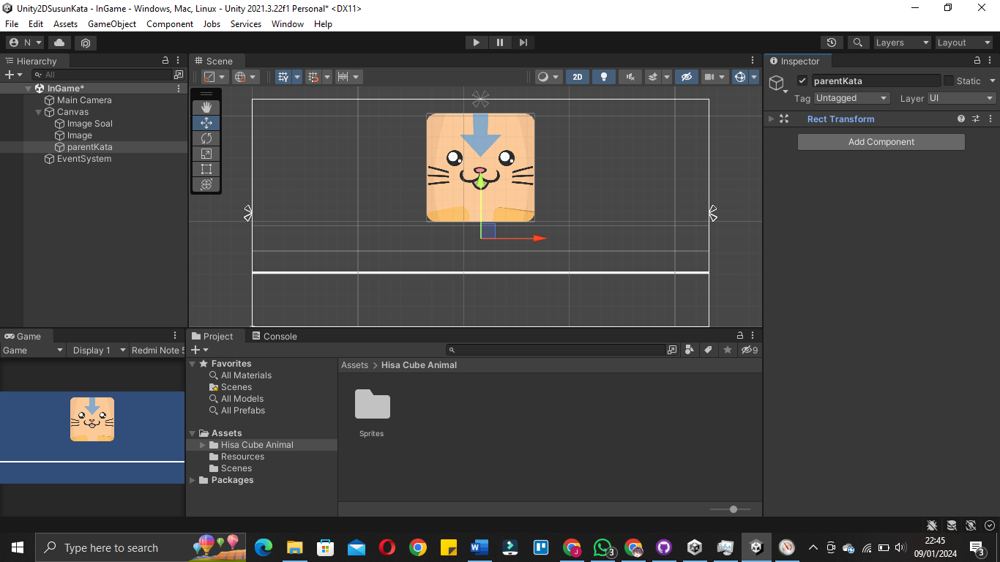 Unity2DSusunKata - InGame - Windows, Mac, Linux - Unity 2021.3.22f1 Personal* <DX11>
File Edit Assets GameObject Component Jobs Services Window Help
N
Layers Layout
Hierarchy
All
InGame*
Main Camera
Canvas
Image Soal
Image
parentKata
EventSystem
Scene
2D
Inspector
parentKata Static
Tag Untagged Layer UI
Rect Transform
Add Component
Game
Game Display 1 Redmi Note 5
Project Console
9
Favorites
All Materials
Scenes
All Models
All Prefabs
Assets
Hisa Cube Animal
Resources
Scenes
Packages
Assets > Hisa Cube Animal
Sprites
Type here to search
3
22:45
09/01/2024
3